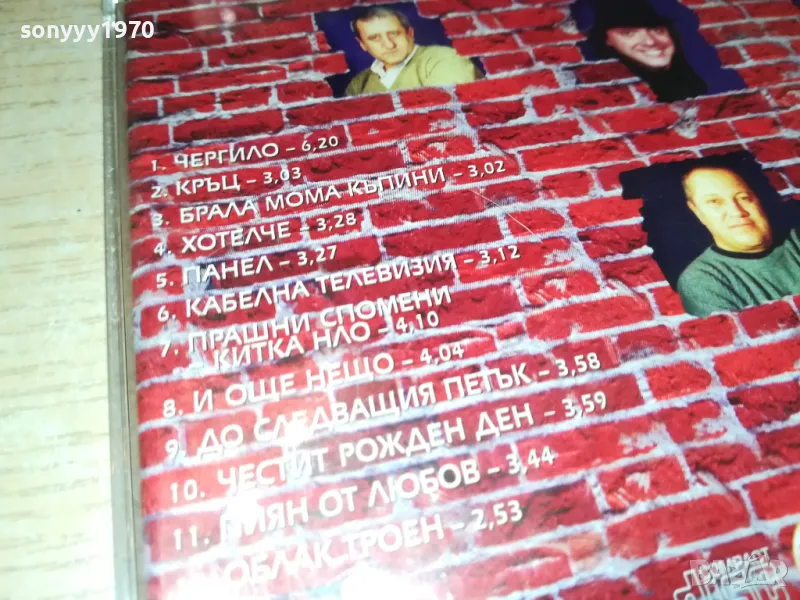 sonyyy1970
1. ЧЕРГИЛО – 6,20
2. КРЪЦ – 3,03
3. БРАЛА МОМА КЪПИНИ – 3,02
4. ХОТЕЛЧЕ – 3,28
5. ПАНЕЛ – 3,27
6. КАБЕЛНА ТЕЛЕВИЗИЯ – 3,12
7. ПРАШНИ СПОМЕНИ
КИТКА НЛО – 4,10
8. И ОЩЕ НЕЩО – 4,04
9. ДО СЛЕДВАЩИЯ ПЕТЪК – 3,58
10. ЧЕСТИТ РОЖДЕН ДЕН – 3,59
11. ПИЯН ОТ ЛЮБОВ – 3,44
ОБЛАК ТРОЕН – 2,53